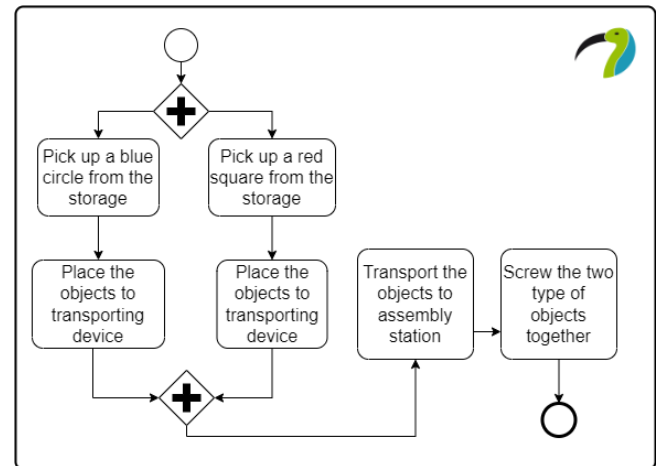 Pick up a blue
circle from the
storage
Pick up a red
square from the
storage
Place the
objects to
transporting
device
Place the
objects to
transporting
device
Transport the
objects to
assembly
station
Screw the two
type of
objects
together